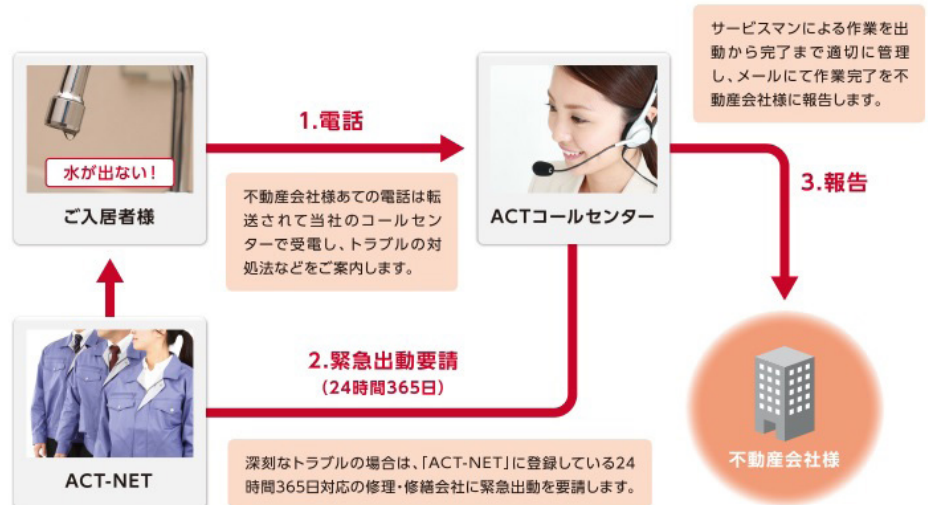 水が出ない!
ご入居者様
1.電話
不動産会社様あての電話は転
送されて当社のコールセン
ターで受電し、トラブルの対
処法などをご案内します。
ACTコールセンター
サービスマンによる作業を出
動から完了まで適切に管理
し、メールにて作業完了を不
動産会社様に報告します。
3.報告
2.緊急出動要請
(24時間365日)
ACT-NET
深刻なトラブルの場合は、「ACT-NET」に登録している24
時間365日対応の修理・修繕会社に緊急出動を要請します。
不動産会社様